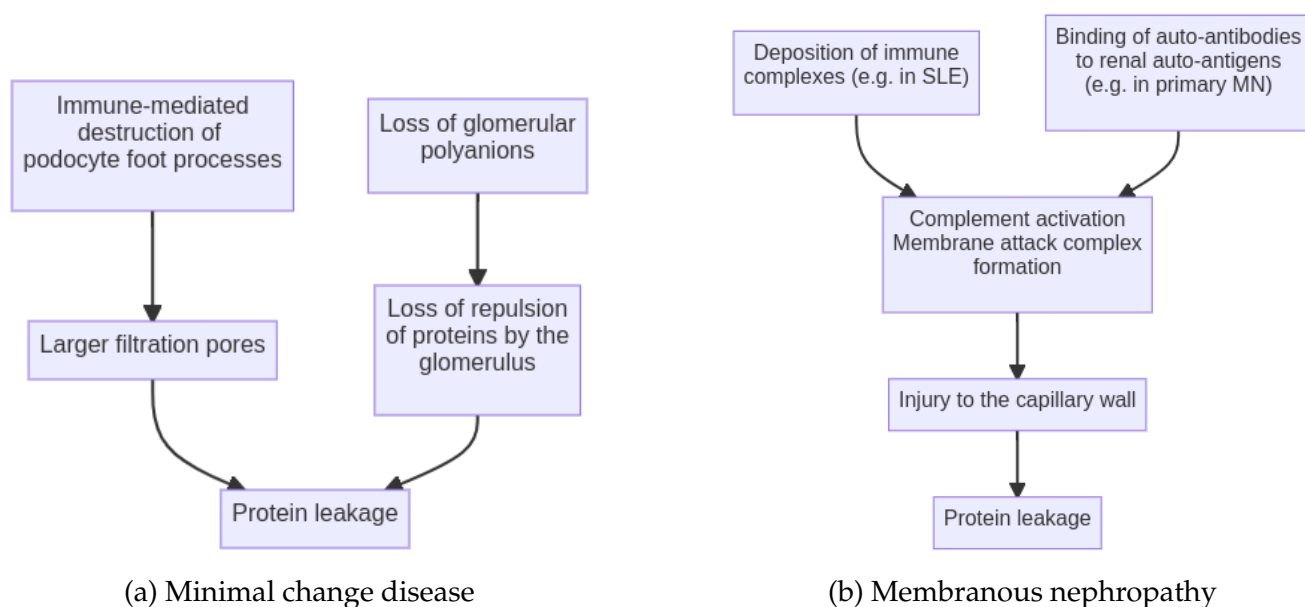 Immune-mediated
destruction of
podocyte foot processes
Loss of glomerular
polyanions
Larger filtration pores
Loss of repulsion
of proteins by the
glomerulus
Protein leakage
(a) Minimal change disease
Deposition of immune
complexes (e.g. in SLE)
Binding of auto-antibodies
to renal auto-antigens
(e.g. in primary MN)
Complement activation
Membrane attack complex
formation
Injury to the capillary wall
Protein leakage
(b) Membranous nephropathy